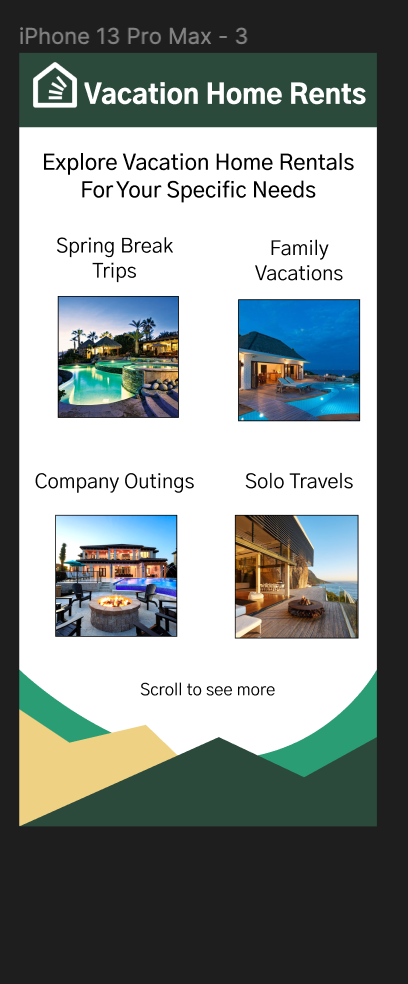 iPhone 13 Pro Max - 3
Vacation Home Rents
Explore Vacation Home Rentals
For Your Specific Needs
Spring Break
Trips
Family
Vacations
Company Outings
Solo Travels
Scroll to see more